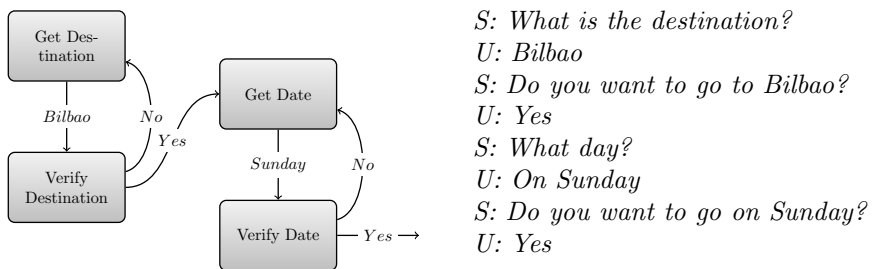 Get Des-
tination
Bilbao
No
Yes
Verify
Destination
Get Date
Sunday
No
Verify Date
Yes
S: What is the destination?
U: Bilbao
S: Do you want to go to Bilbao?
U: Yes
S: What day?
U: On Sunday
S: Do you want to go on Sunday?
U: Yes